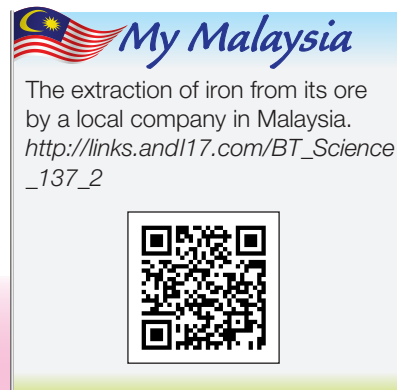 My Malaysia
The extraction of iron from its ore
by a local company in Malaysia.
http://links.andl17.com/BT_Science
_137_2